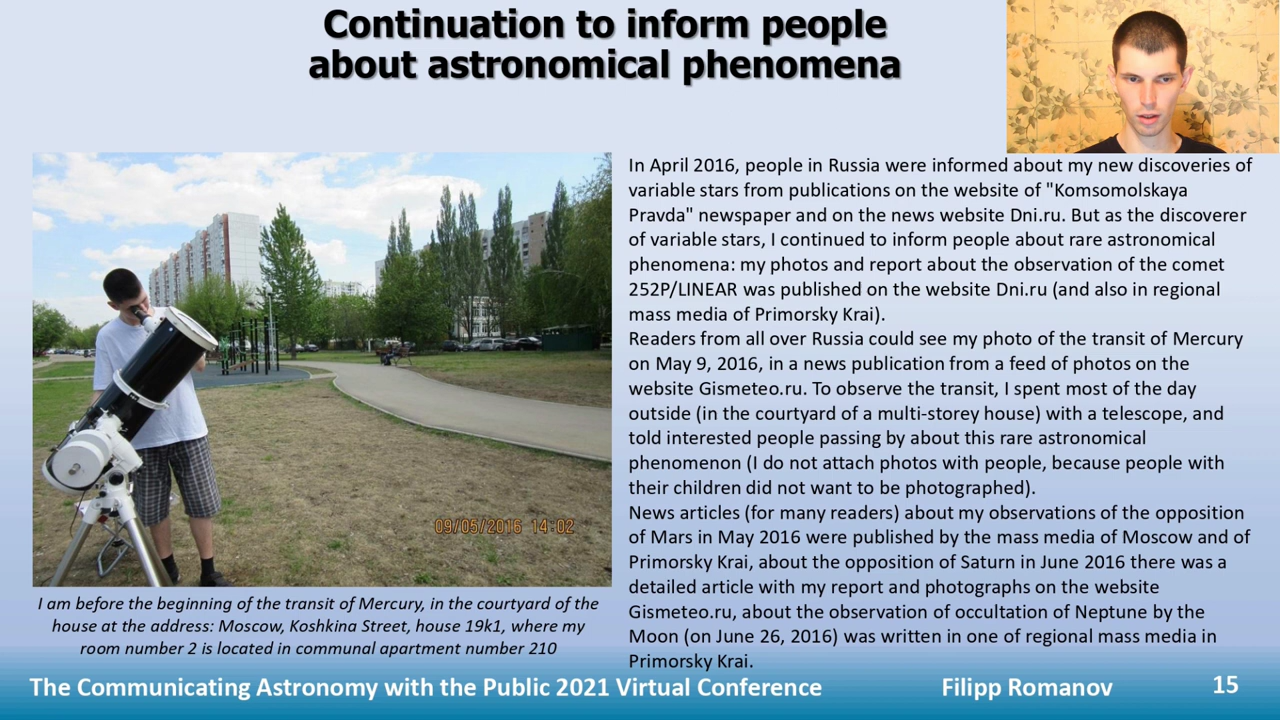 Continuation to inform people
about astronomical phenomena
In April 2016, people in Russia were informed about my new discoveries of
variable stars from publications on the website of "Komsomolskaya
Pravda" newspaper and on the news website Dni.ru. But as the discoverer
of variable stars, I continued to inform people about rare astronomical
phenomena: my photos and report about the observation of the comet
252P/LINEAR was published on the website Dni.ru (and also in regional
mass media of Primorsky Krai).
Readers from all over Russia could see my photo of the transit of Mercury
on May 9, 2016, in a news publication from a feed of photos on the
website Gismeteo.ru. To observe the transit, I spent most of the day
outside (in the courtyard of a multi-storey house) with a telescope, and
told interested people passing by about this rare astronomical
phenomenon (I do not attach photos with people, because people with
their children did not want to be photographed).
News articles (for many readers) about my observations of the opposition
of Mars in May 2016 were published by the mass media of Moscow and of
Primorsky Krai, about the opposition of Saturn in June 2016 there was a
detailed article with my report and photographs on the website
Gismeteo.ru, about the observation of occultation of Neptune by the
Moon (on June 26, 2016) was written in one of regional mass media in
Primorsky Krai.
09/05/2016 14:02
I am before the beginning of the transit of Mercury, in the courtyard of the
house at the address: Moscow, Koshkina Street, house 19k1, where my
room number 2 is located in communal apartment number 210
The Communicating Astronomy with the Public 2021 Virtual Conference
Filipp Romanov
15